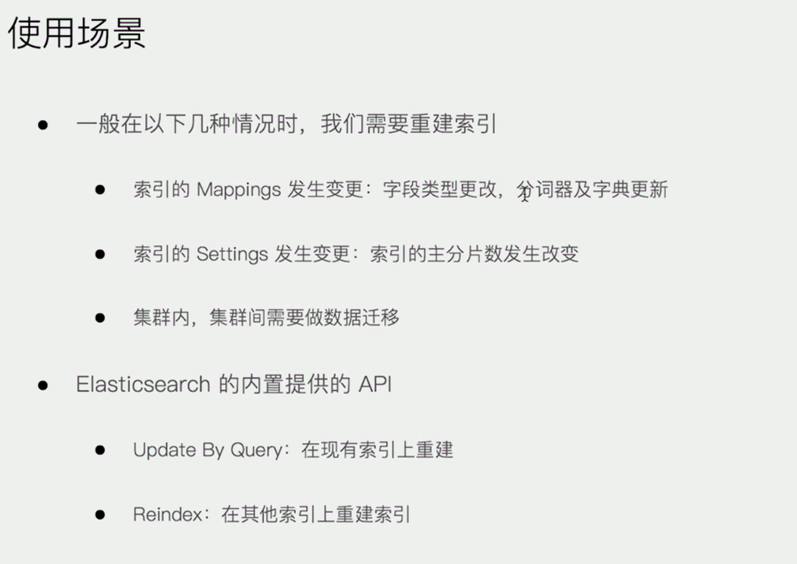 使用场景
一般在以下几种情况时，我们需要重建索引
索引的 Mappings 发生变更：字段类型更改，分词器及字典更新
索引的 Settings 发生变更：索引的主分片数发生改变
集群内，集群间需要做数据迁移
Elasticsearch 的内置提供的 API
Update By Query：在现有索引上重建
Reindex：在其他索引上重建索引